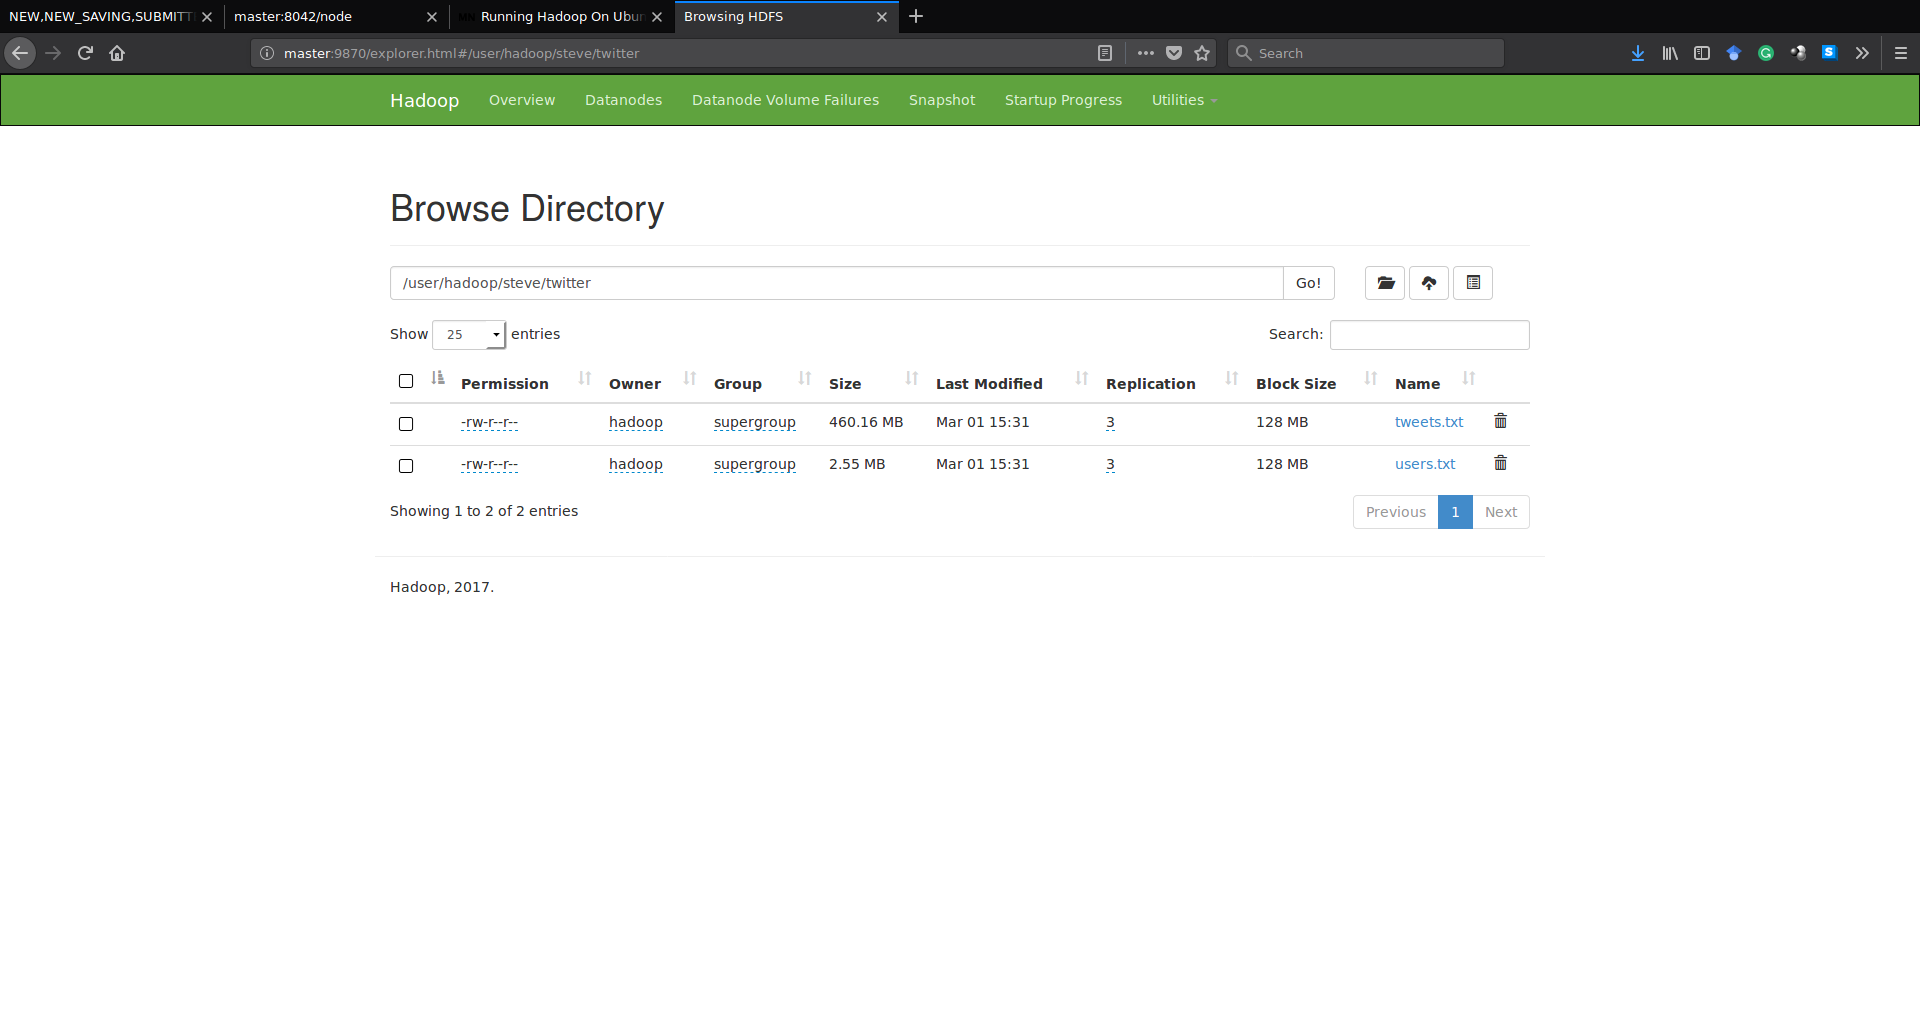 NEW,NEW_SAVING,SUBMITT
master:8042/node
Running Hadoop On Ubun
Browsing HDFS
master:9870/explorer.html#/user/hadoop/steve/twitter
Search
Hadoop Overview Datanodes Datanode Volume Failures Snapshot Startup Progress Utilities
Browse Directory
/user/hadoop/steve/twitter Go!
Show 25 entries Search:
Permission Owner Group Size Last Modified Replication Block Size Name
-rw-r--r-- hadoop supergroup 460.16 MB Mar 01 15:31 3 128 MB tweets.txt
-rw-r--r-- hadoop supergroup 2.55 MB Mar 01 15:31 3 128 MB users.txt
Showing 1 to 2 of 2 entries Previous 1 Next
Hadoop, 2017.